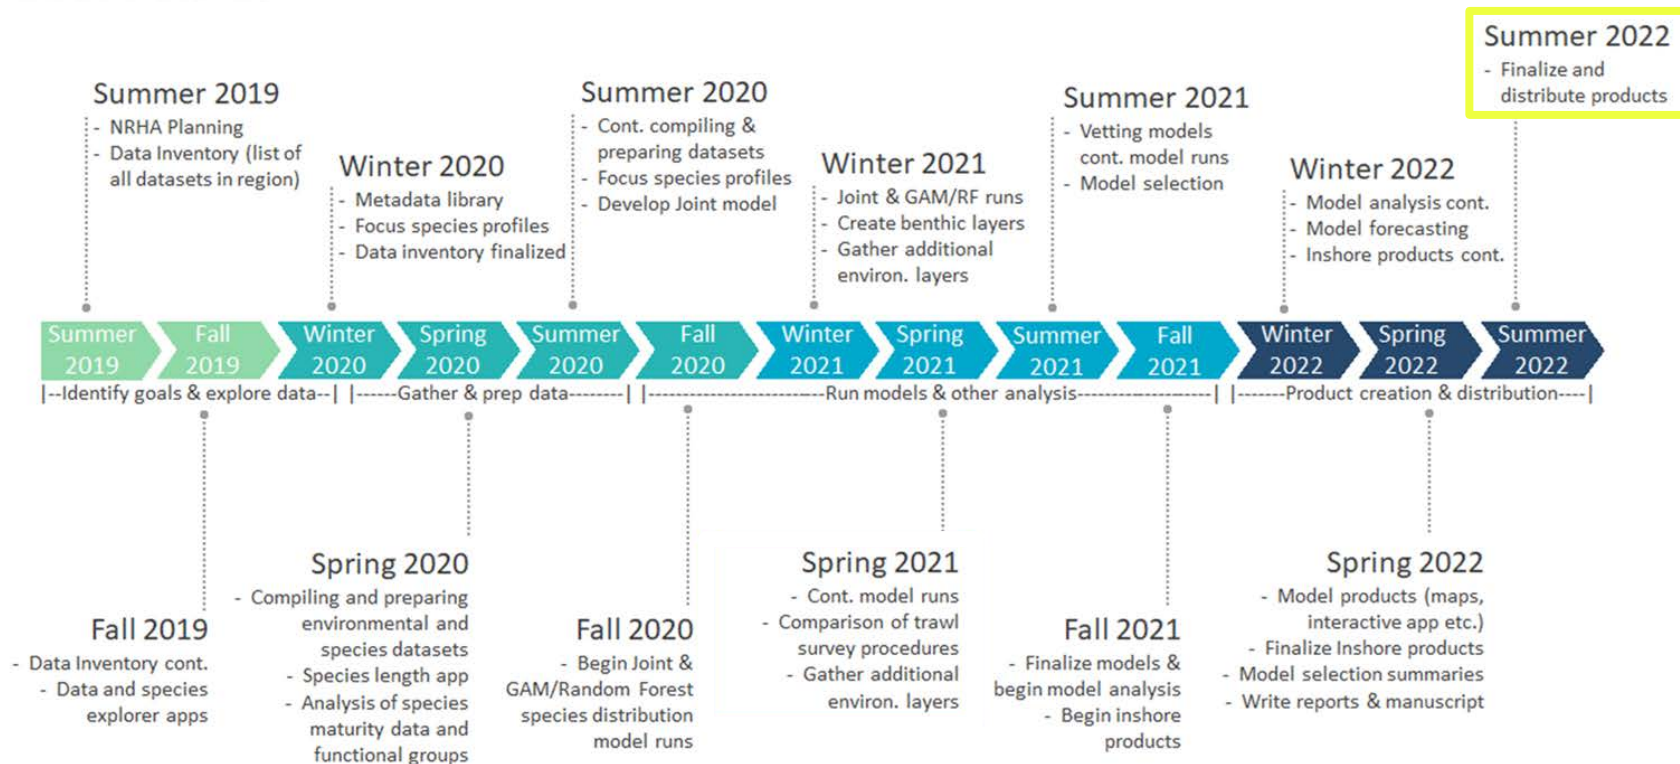 Summer 2022
- Finalize and
distribute products
Summer 2019
- NRHA Planning
- Data Inventory (list of
all datasets in region)
Winter 2020
- Metadata library
- Focus species profiles
- Data inventory finalized
Summer 2020
- Cont. compiling &
preparing datasets
- Focus species profiles
- Develop Joint model
Winter 2021
- Joint & GAM/RF runs
- Create benthic layers
- Gather additional
environ. layers
Summer 2021
- Vetting models
cont. model runs
- Model selection
Winter 2022
- Model analysis cont.
- Model forecasting
- Inshore products cont.
Summer 2019
Fall 2019
Winter 2020
Spring 2020
Summer 2020
Fall 2020
Winter 2021
Spring 2021
Summer 2021
Fall 2021
Winter 2022
Spring 2022
Summer 2022
|--Identify goals & explore data--| |------Gather & prep data--------| |-------------------------Run models & other analysis-------------------| |-------Product creation & distribution----|
Fall 2019
- Data Inventory cont.
- Data and species
explorer apps
Spring 2020
- Compiling and preparing
environmental and
species datasets
- Species length app
- Analysis of species
maturity data and
functional groups
Fall 2020
- Begin Joint &
GAM/Random Forest
species distribution
model runs
Spring 2021
- Cont. model runs
- Comparison of trawl
survey procedures
- Gather additional
environ. layers
Fall 2021
- Finalize models &
begin model analysis
- Begin inshore
products
Spring 2022
- Model products (maps,
interactive app etc.)
- Finalize Inshore products
- Model selection summaries
- Write reports & manuscript